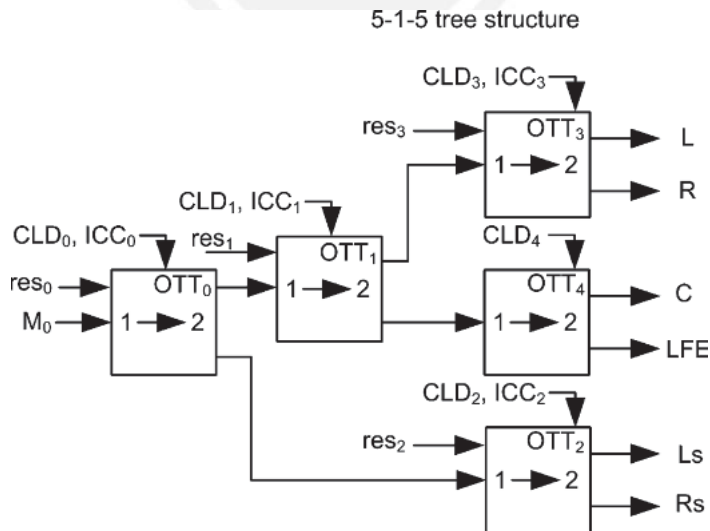 5-1-5 tree structure
CLD₃, ICC₃
res₃
OTT₃
1 2
L
R
CLD₁, ICC₁
res₁
OTT₁
1 2
CLD₄
OTT₄
1 2
C
LFE
CLD₀, ICC₀
res₀
M₀
OTT₀
1 2
CLD₂, ICC₂
res₂
OTT₂
1 2
Ls
Rs